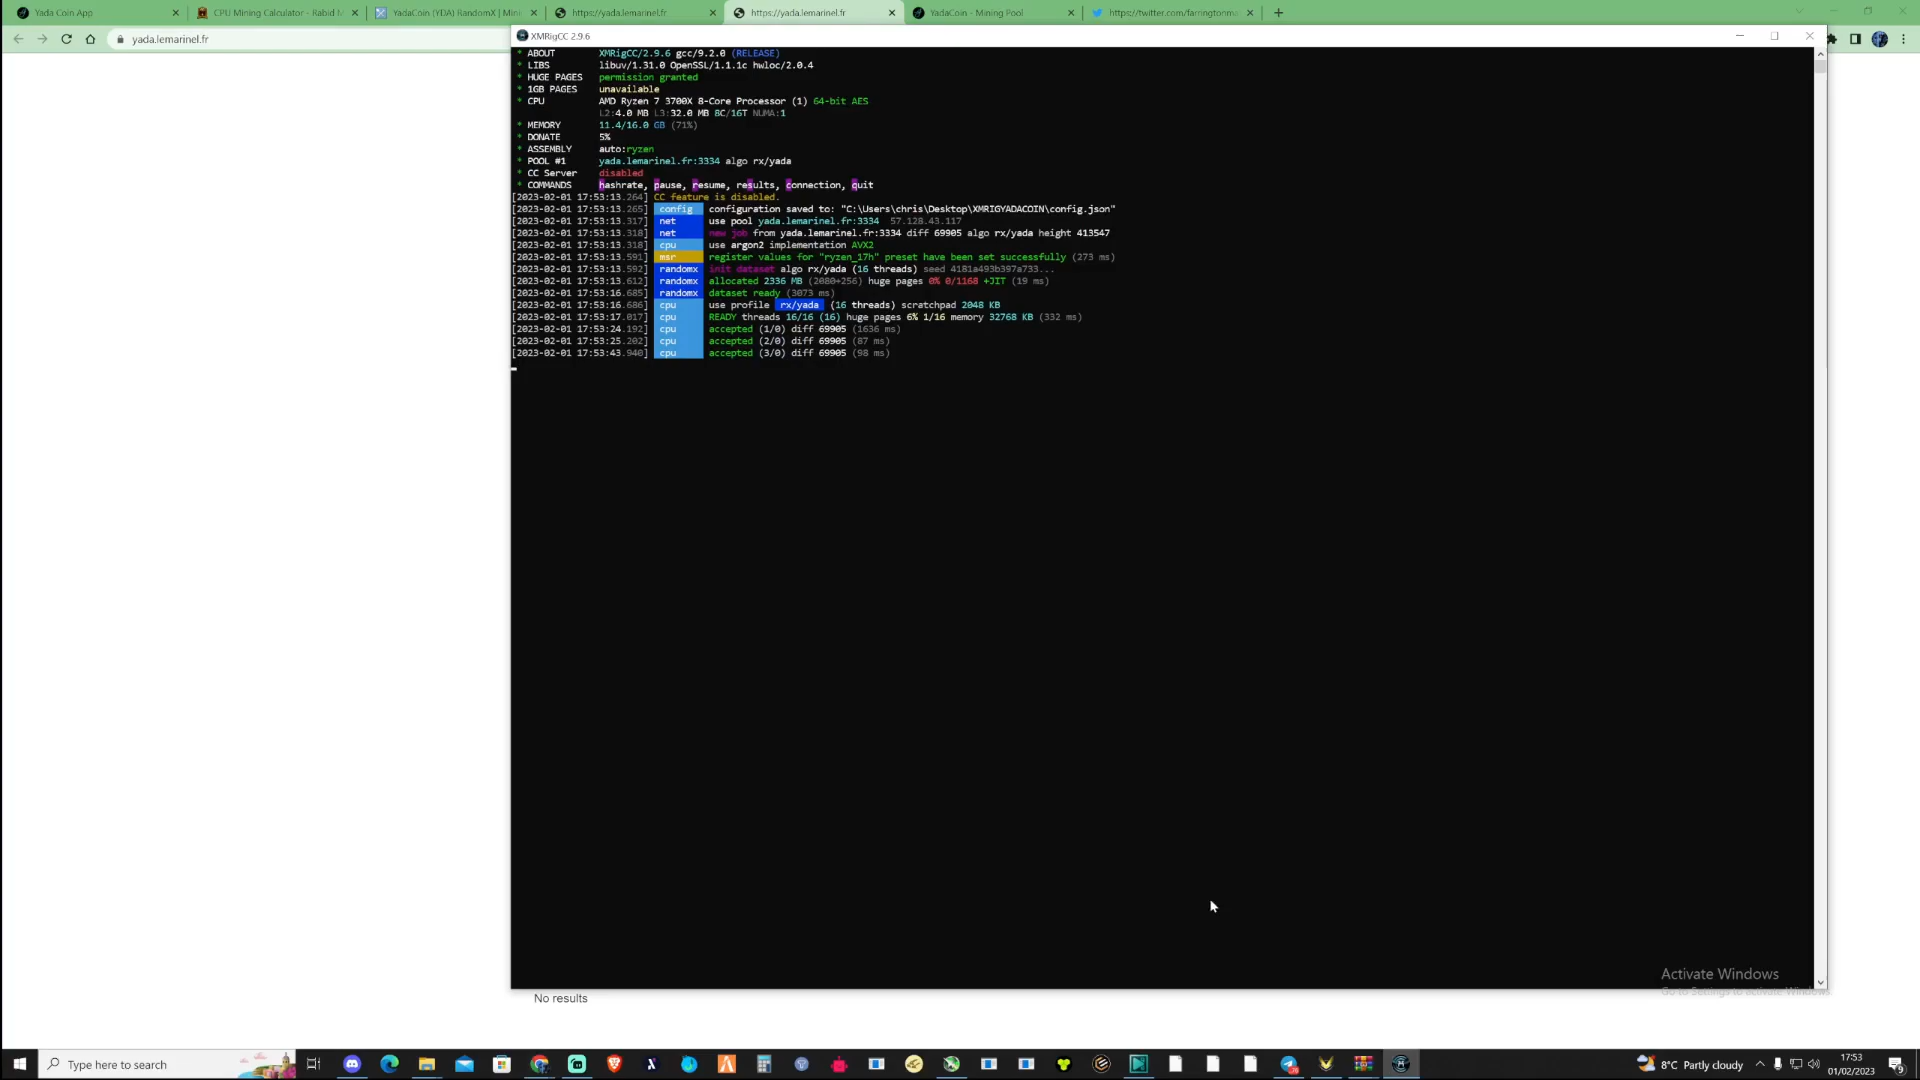 Yada Coin App
CPU Mining Calculator - Rabid M
YadaCoin (YDA) RandomX | Mini
https://yada.lemarinel.fr
https://yada.lemarinel.fr
YadaCoin - Mining Pool
https://twitter.com/farringtonmi
yada.lemarinel.fr
XMRigCC 2.9.6
* ABOUT XMRigCC/2.9.6 gcc/9.2.0 (RELEASE)
* LIBS libuv/1.31.0 OpenSSL/1.1.1c hwloc/2.0.4
* HUGE PAGES permission granted
* 1GB PAGES unavailable
* CPU AMD Ryzen 7 3700X 8-Core Processor (1) 64-bit AES
L2:4.0 MB L3:32.0 MB 8C/16T NUMA:1
* MEMORY 11.4/16.0 GB (71%)
* DONATE 5%
* ASSEMBLY auto:ryzen
* POOL #1 yada.lemarinel.fr:3334 algo rx/yada
* CC Server disabled
* COMMANDS hashrate, pause, resume, results, connection, quit
[2023-02-01 17:53:13.264] CC feature is disabled.
[2023-02-01 17:53:13.265] config configuration saved to: "C:\Users\chris\Desktop\XMRIGYADACOIN\config.json"
[2023-02-01 17:53:13.317] net use pool yada.lemarinel.fr:3334 57.128.43.117
[2023-02-01 17:53:13.318] net new job from yada.lemarinel.fr:3334 diff 69905 algo rx/yada height 413547
[2023-02-01 17:53:13.318] cpu use argon2 implementation AVX2
[2023-02-01 17:53:13.591] msr register values for "ryzen_17h" preset have been set successfully (273 ms)
[2023-02-01 17:53:13.592] randomx init dataset algo rx/yada (16 threads) seed 4181a493b397a733...
[2023-02-01 17:53:13.612] randomx allocated 2336 MB (2080+256) huge pages 0% 0/1168 +JIT (19 ms)
[2023-02-01 17:53:16.685] randomx dataset ready (3073 ms)
[2023-02-01 17:53:16.686] cpu use profile rx/yada (16 threads) scratchpad 2048 KB
[2023-02-01 17:53:17.017] cpu READY threads 16/16 (16) huge pages 6% 1/16 memory 32768 KB (332 ms)
[2023-02-01 17:53:24.192] cpu accepted (1/0) diff 69905 (1636 ms)
[2023-02-01 17:53:25.202] cpu accepted (2/0) diff 69905 (87 ms)
[2023-02-01 17:53:43.940] cpu accepted (3/0) diff 69905 (98 ms)
Activate Windows
Go to Settings to activate Windows.
No results
Type here to search
8°C Partly cloudy
17:53
01/02/2023